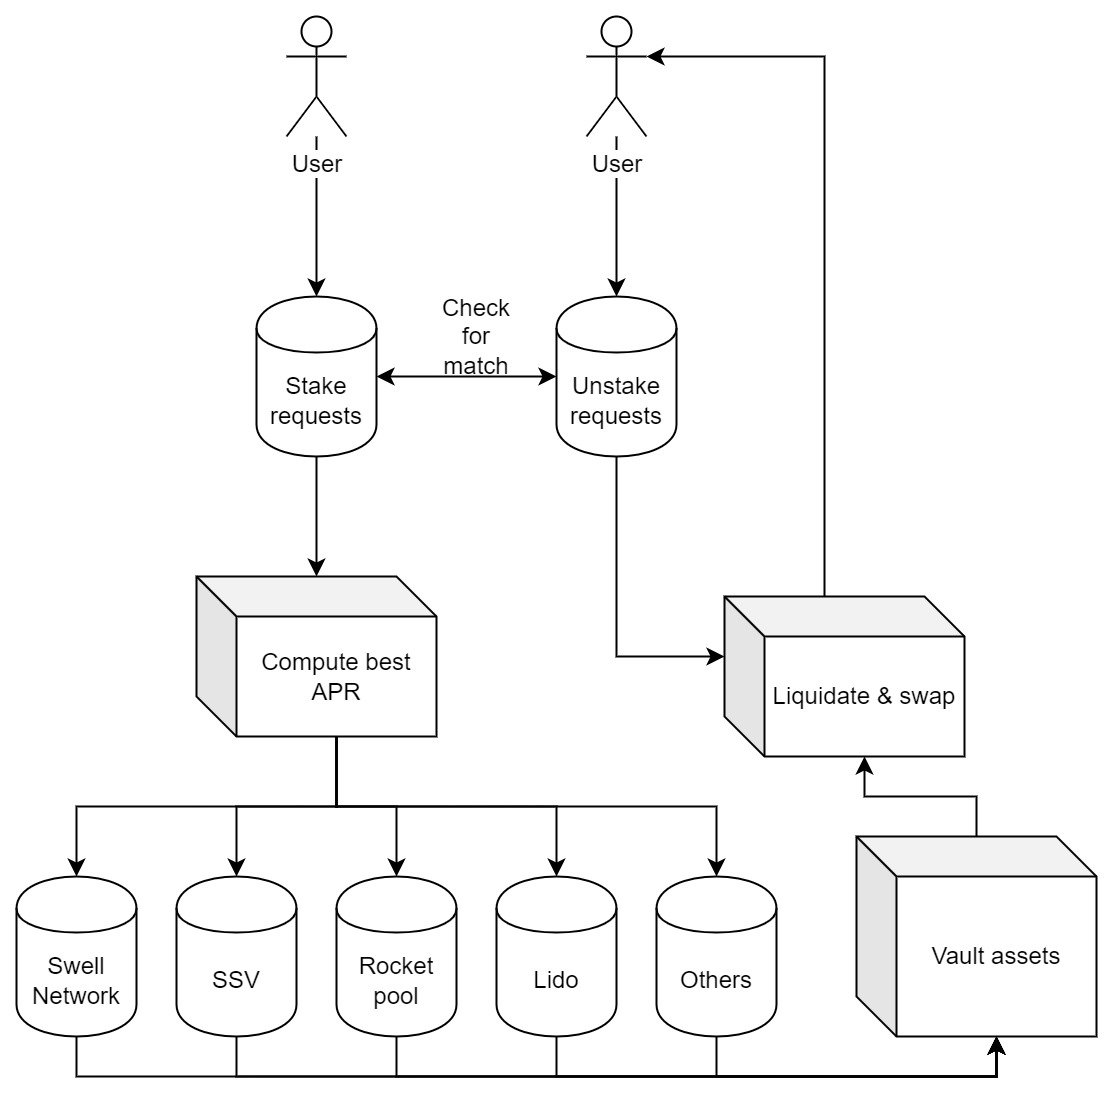 User
User
Check
for
match
Stake
requests
Unstake
requests
Compute best
APR
Liquidate & swap
Swell
Network
SSV
Rocket
pool
Lido
Others
Vault assets